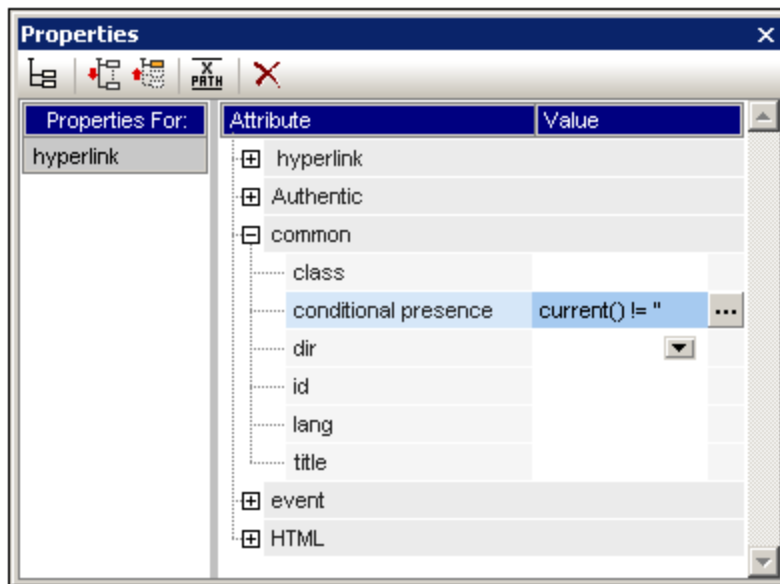 Properties
X
PATH
Properties For:
Attribute
Value
hyperlink
hyperlink
Authentic
common
class
conditional presence
current() != ''
...
dir
id
lang
title
event
HTML